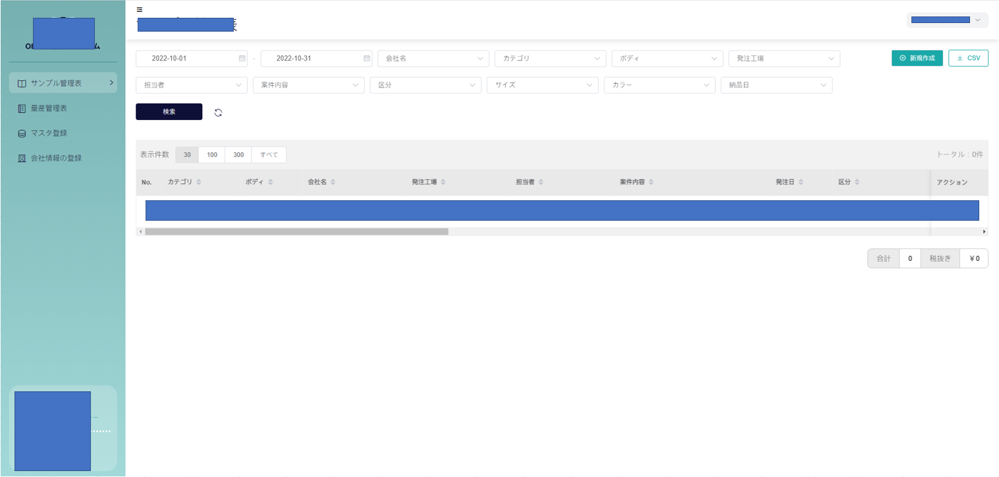 サンプル管理表
量産管理表
マスタ登録
会社情報の登録
表
2022-10-01 - 2022-10-31 会社名 カテゴリ ボディ 発注工場 新規作成 CSV
担当者 案件内容 区分 サイズ カラー 納品日
検索
表示件数 30 100 300 すべて トータル : 0件
No. カテゴリ ボディ 会社名 発注工場 担当者 案件内容 発注日 区分 アクション
合計 0 税抜き ¥0